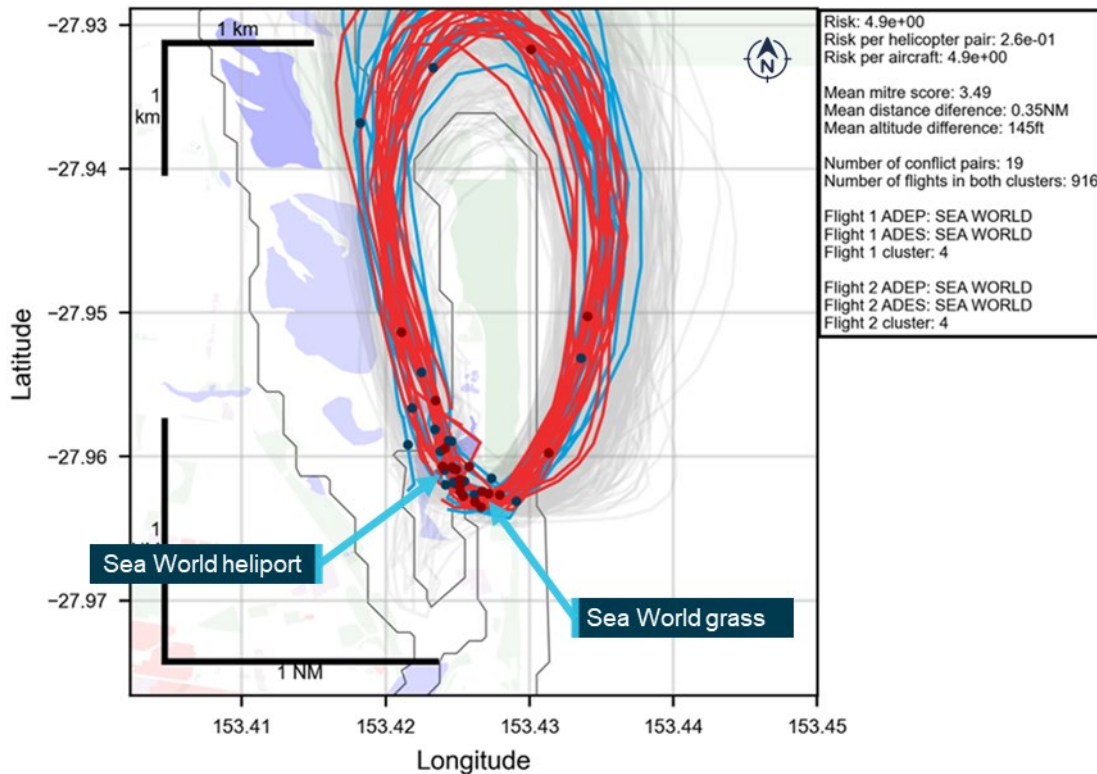 1 km
1
km
N
−27.93
−27.94
−27.95
−27.96
−27.97
Latitude
Sea World heliport
Sea World grass
1
1 NM
153.41
153.42
153.43
153.44
153.45
Longitude
Risk: 4.9e+00
Risk per helicopter pair: 2.6e-01
Risk per aircraft: 4.9e+00
Mean mitre score: 3.49
Mean distance diference: 0.35NM
Mean altitude difference: 145ft
Number of conflict pairs: 19
Number of flights in both clusters: 916
Flight 1 ADEP: SEA WORLD
Flight 1 ADES: SEA WORLD
Flight 1 cluster: 4
Flight 2 ADEP: SEA WORLD
Flight 2 ADES: SEA WORLD
Flight 2 cluster: 4